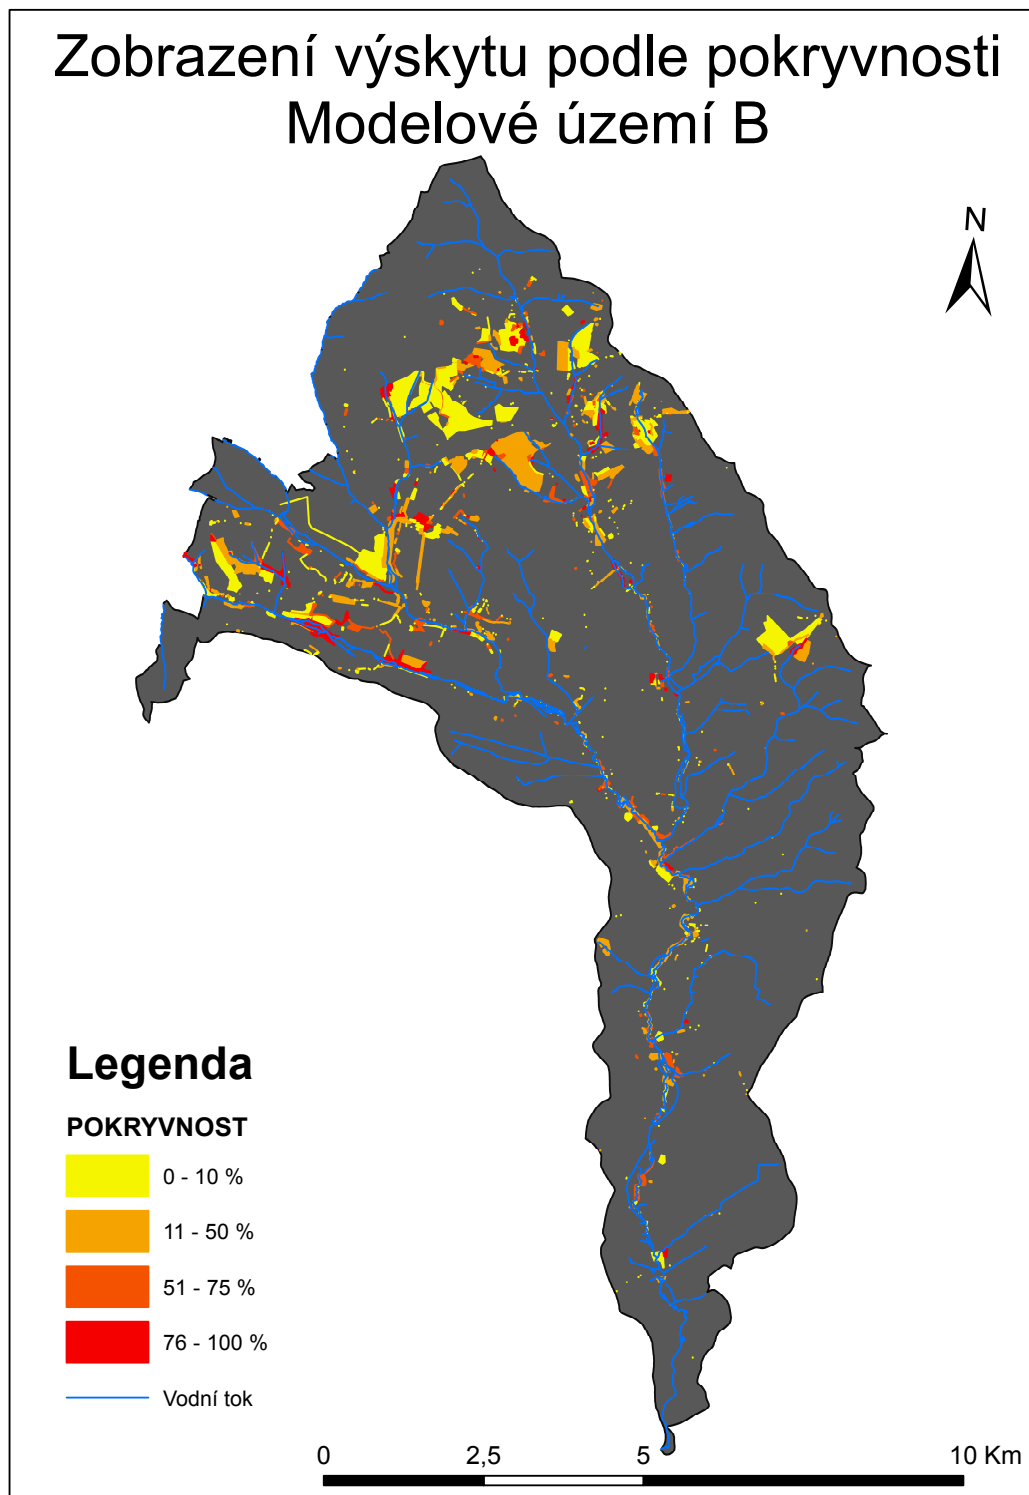 Zobrazení výskytu podle pokryvnosti
Modelové území B
N
Legenda
POKRYVNOST
0 - 10 %
11 - 50 %
51 - 75 %
76 - 100 %
Vodní tok
0 2,5 5 10 Km